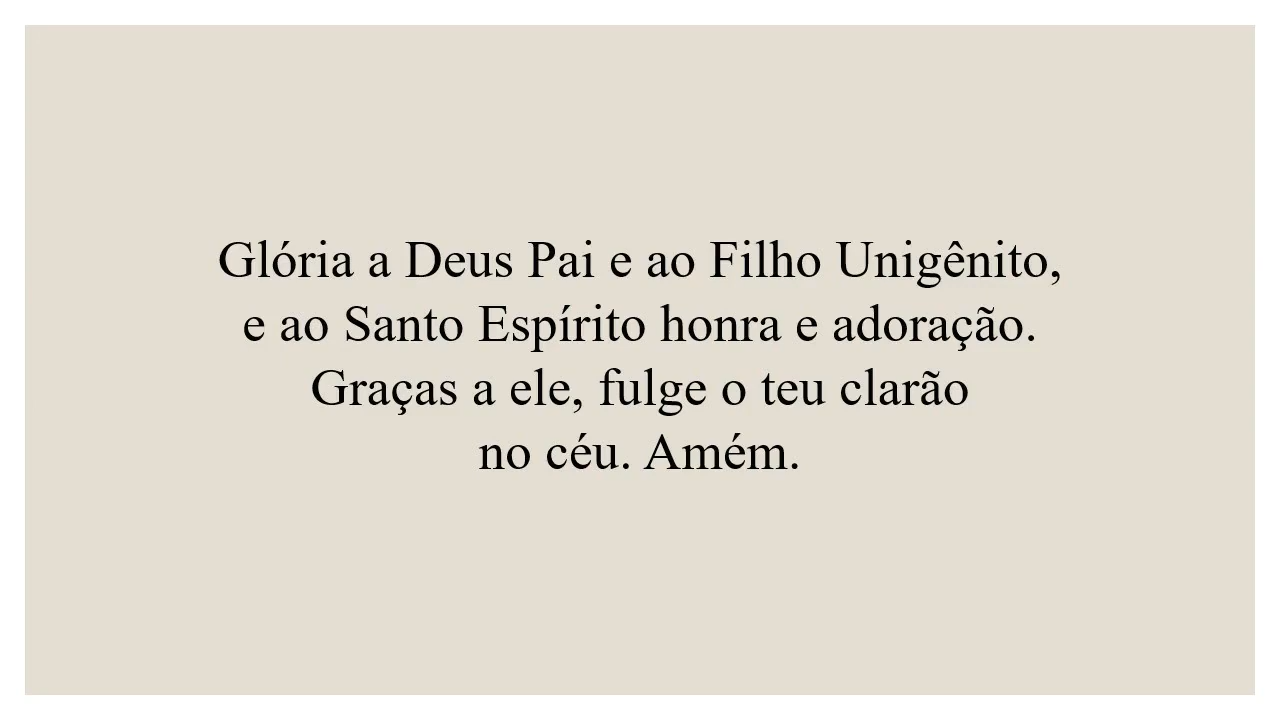 Glória a Deus Pai e ao Filho Unigênito,
e ao Santo Espírito honra e adoração.
Graças a ele, fulge o teu clarão
no céu. Amém.